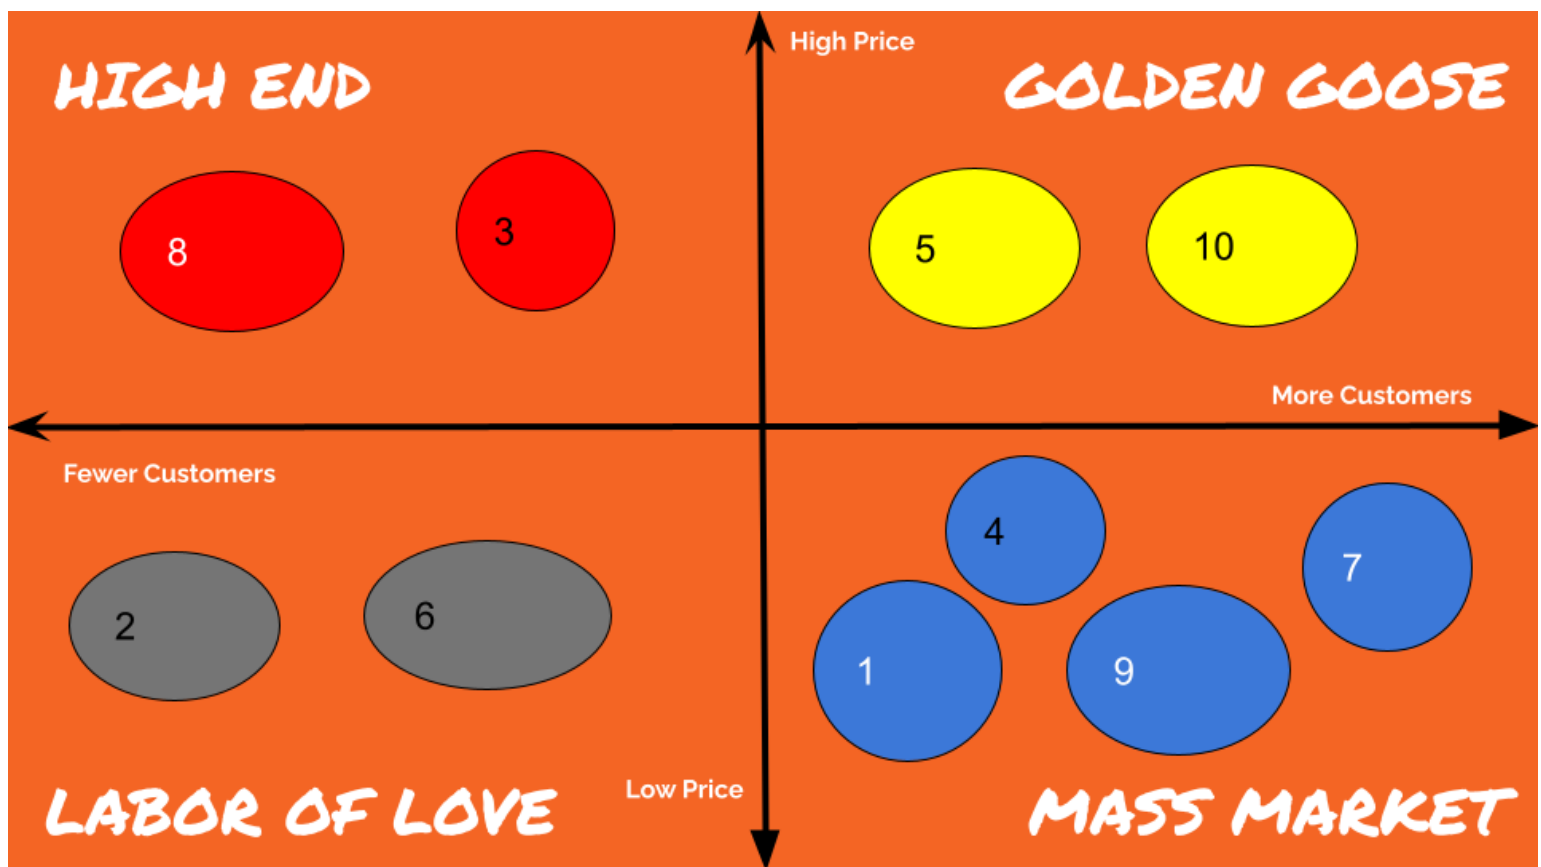 High Price
HIGH END
GOLDEN GOOSE
8
3
5
10
More Customers
Fewer Customers
4
7
2
6
1
9
Low Price
LABOR OF LOVE
MASS MARKET